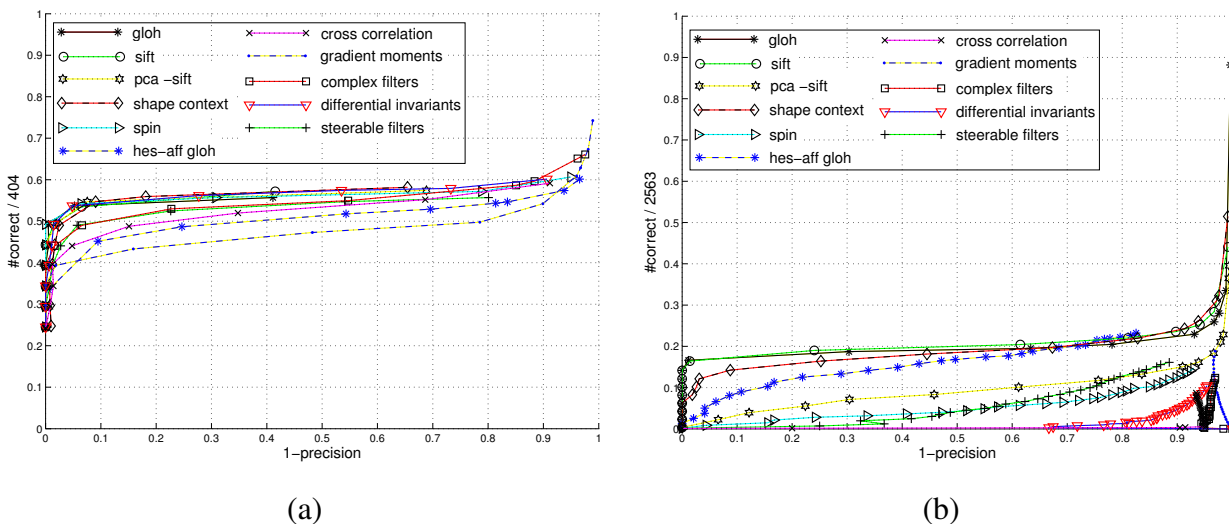 gloh
sift
pca −sift
shape context
spin
hes−aff gloh
cross correlation
gradient moments
complex filters
differential invariants
steerable filters
1
0.9
0.8
0.7
0.6
0.5
0.4
0.3
0.2
0.1
0
#correct / 404
0 0.1 0.2 0.3 0.4 0.5 0.6 0.7 0.8 0.9 1
1−precision
(a)
gloh
sift
pca −sift
shape context
spin
hes−aff gloh
cross correlation
gradient moments
complex filters
differential invariants
steerable filters
1
0.9
0.8
0.7
0.6
0.5
0.4
0.3
0.2
0.1
0
#correct / 2563
0 0.1 0.2 0.3 0.4 0.5 0.6 0.7 0.8 0.9
1−precision
(b)